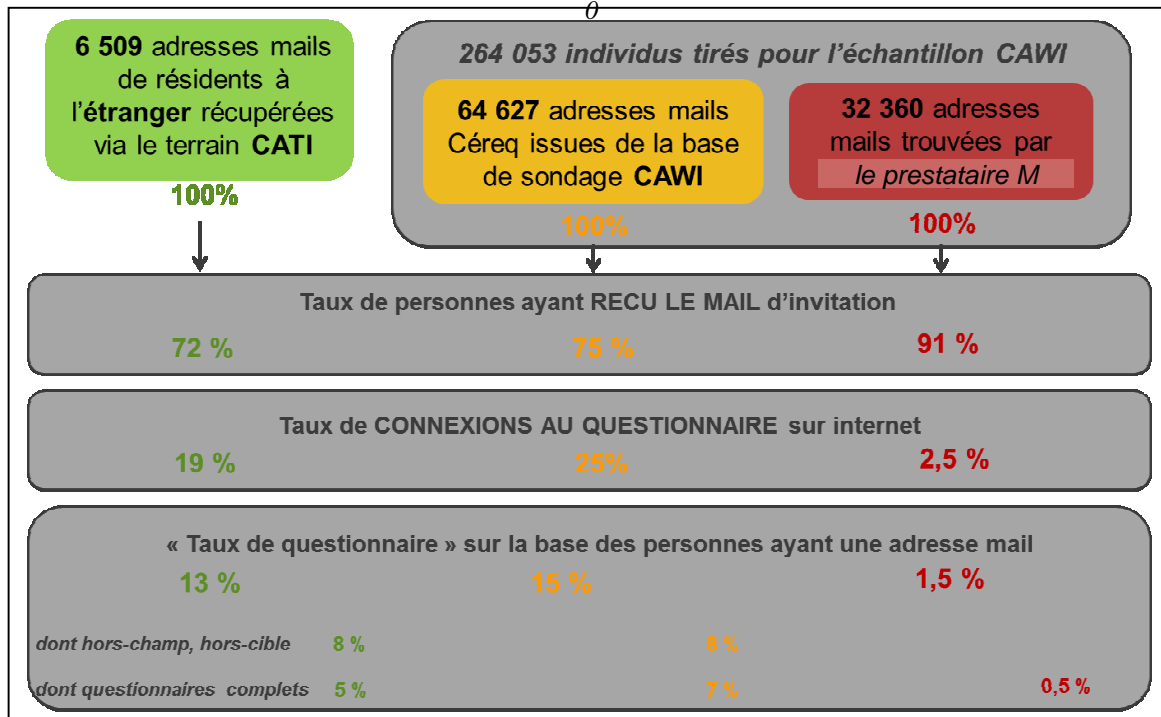 0
6 509 adresses mails
de résidents à
l'étranger récupérées
via le terrain CATI
100%
264 053 individus tirés pour l'échantillon CAWI
64 627 adresses mails
Céreq issues de la base
de sondage CAWI
100%
32 360 adresses
mails trouvées par
le prestataire M
100%
Taux de personnes ayant RECU LE MAIL d'invitation
72 % 75 % 91 %
Taux de CONNEXIONS AU QUESTIONNAIRE sur internet
19 % 25% 2,5 %
« Taux de questionnaire » sur la base des personnes ayant une adresse mail
13 % 15 % 1,5 %
dont hors-champ, hors-cible 8 % 8 %
dont questionnaires complets 5 % 7 % 0,5 %